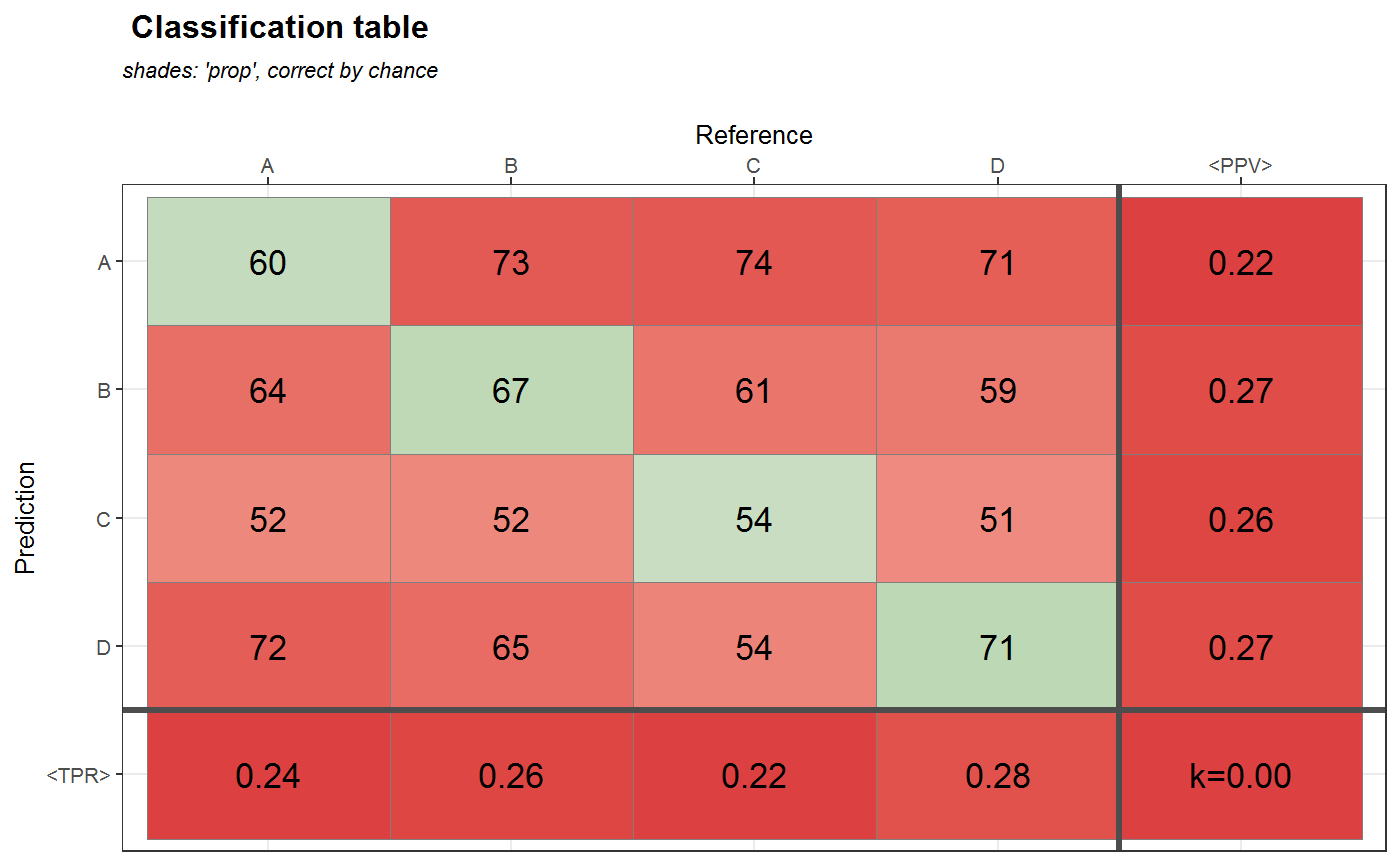 Classification table
shades: 'prop', correct by chance
Reference
A B C D <PPV>
A 60 73 74 71 0.22
B 64 67 61 59 0.27
Prediction
C 52 52 54 51 0.26
D 72 65 54 71 0.27
<TPR> 0.24 0.26 0.22 0.28 k=0.00